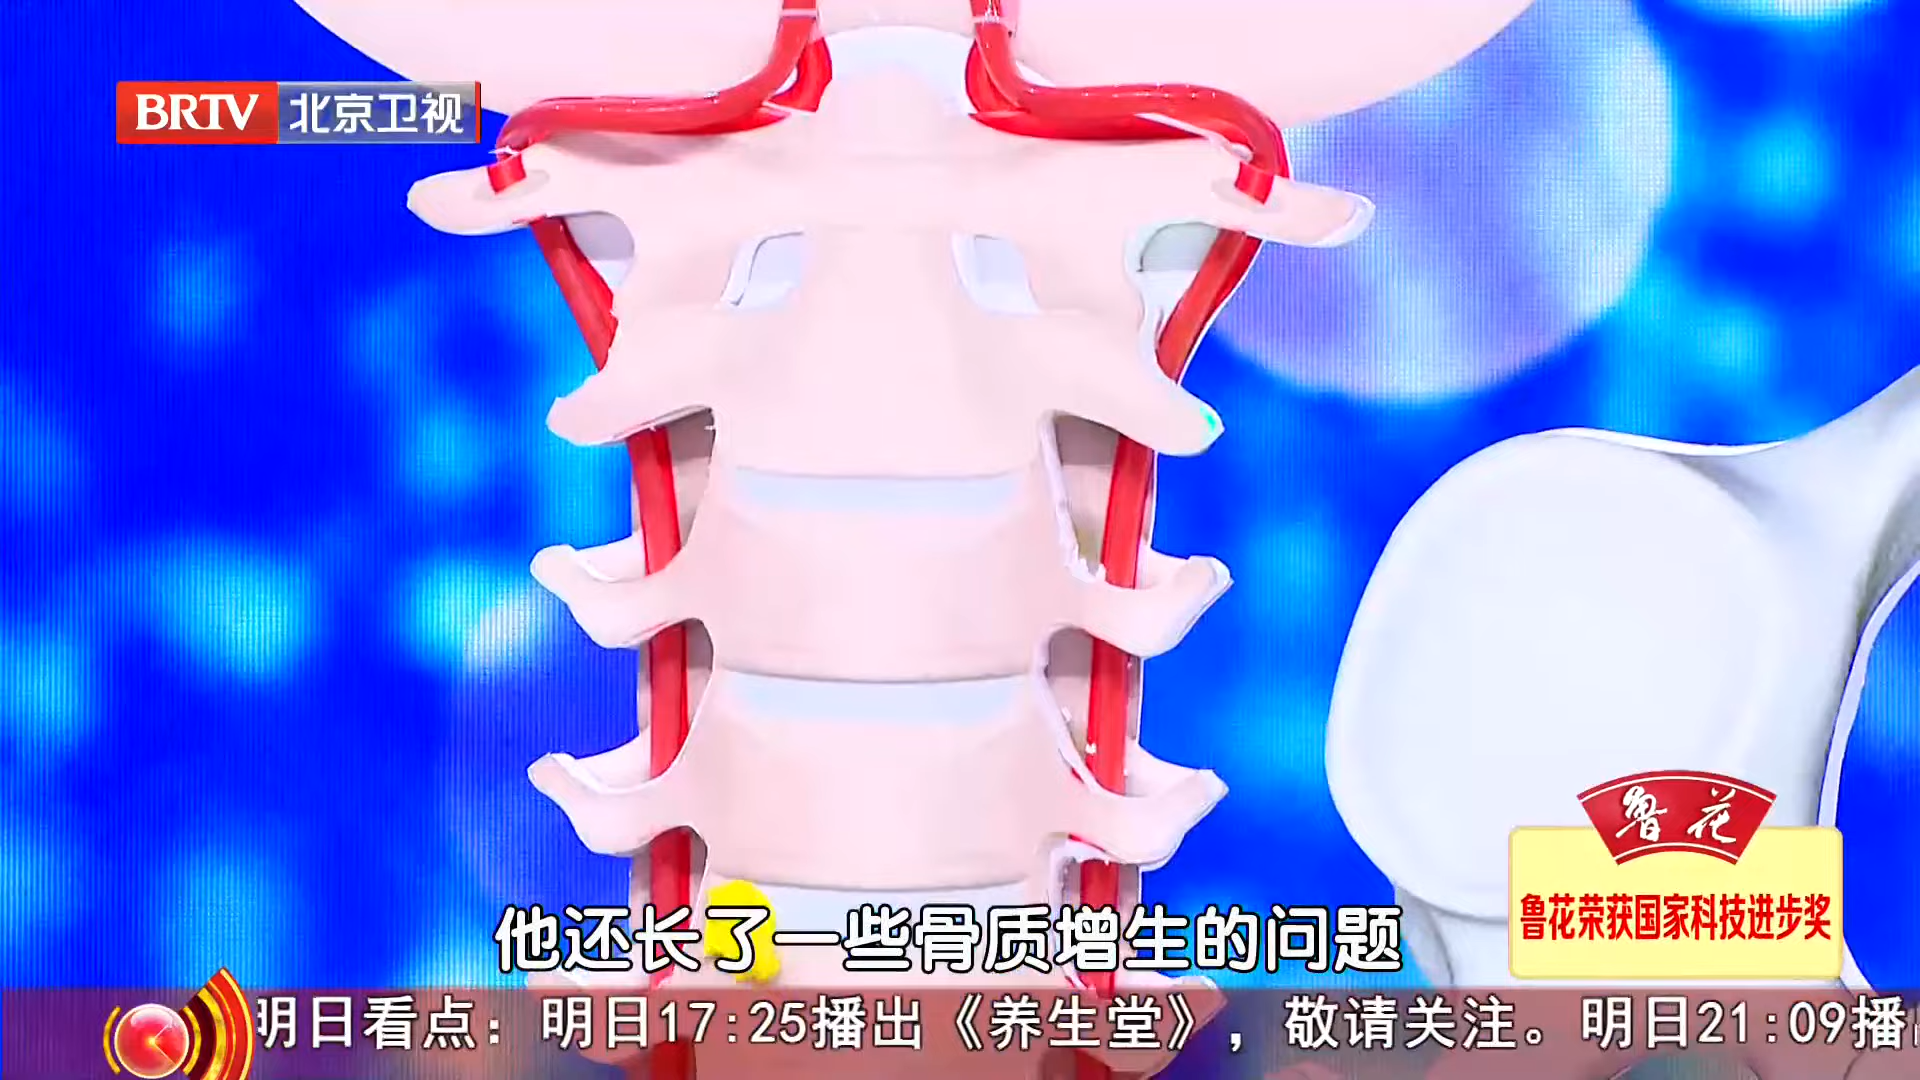 BRTV 北京卫视
鲁花
鲁花荣获国家科技进步奖
他还长了一些骨质增生的问题
明日看点：明日17:25播出《养生堂》，敬请关注。明日21:09播